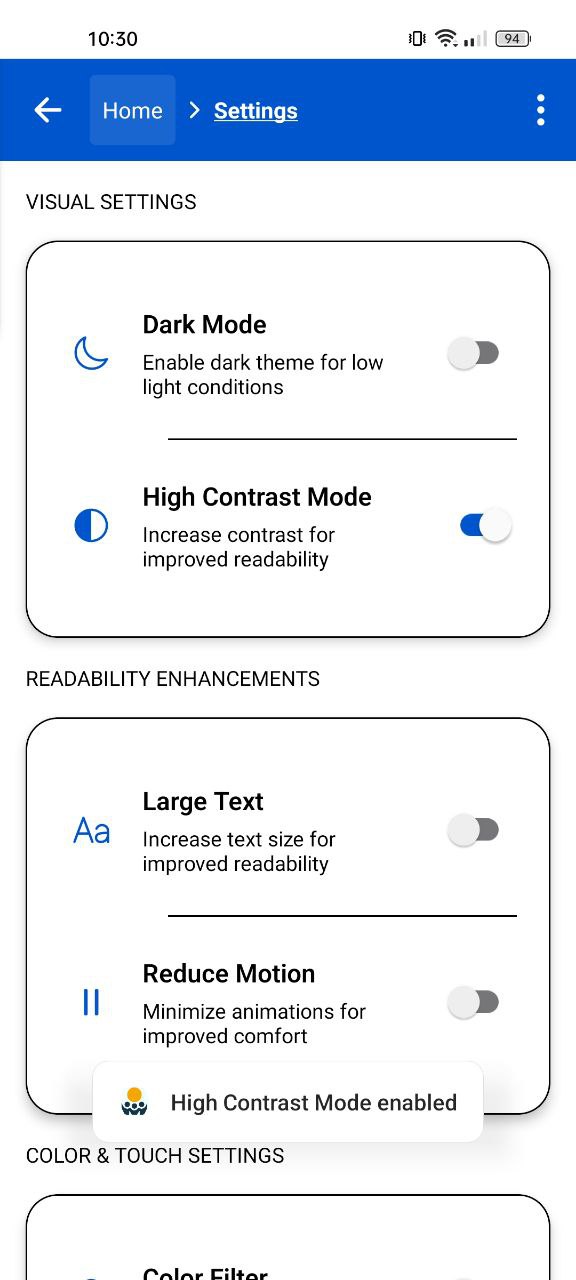 10:30
94
Home > Settings
VISUAL SETTINGS
Dark Mode
Enable dark theme for low
light conditions
High Contrast Mode
Increase contrast for
improved readability
READABILITY ENHANCEMENTS
Aa
Large Text
Increase text size for
improved readability
Reduce Motion
Minimize animations for
improved comfort
High Contrast Mode enabled
COLOR & TOUCH SETTINGS
Color Filter